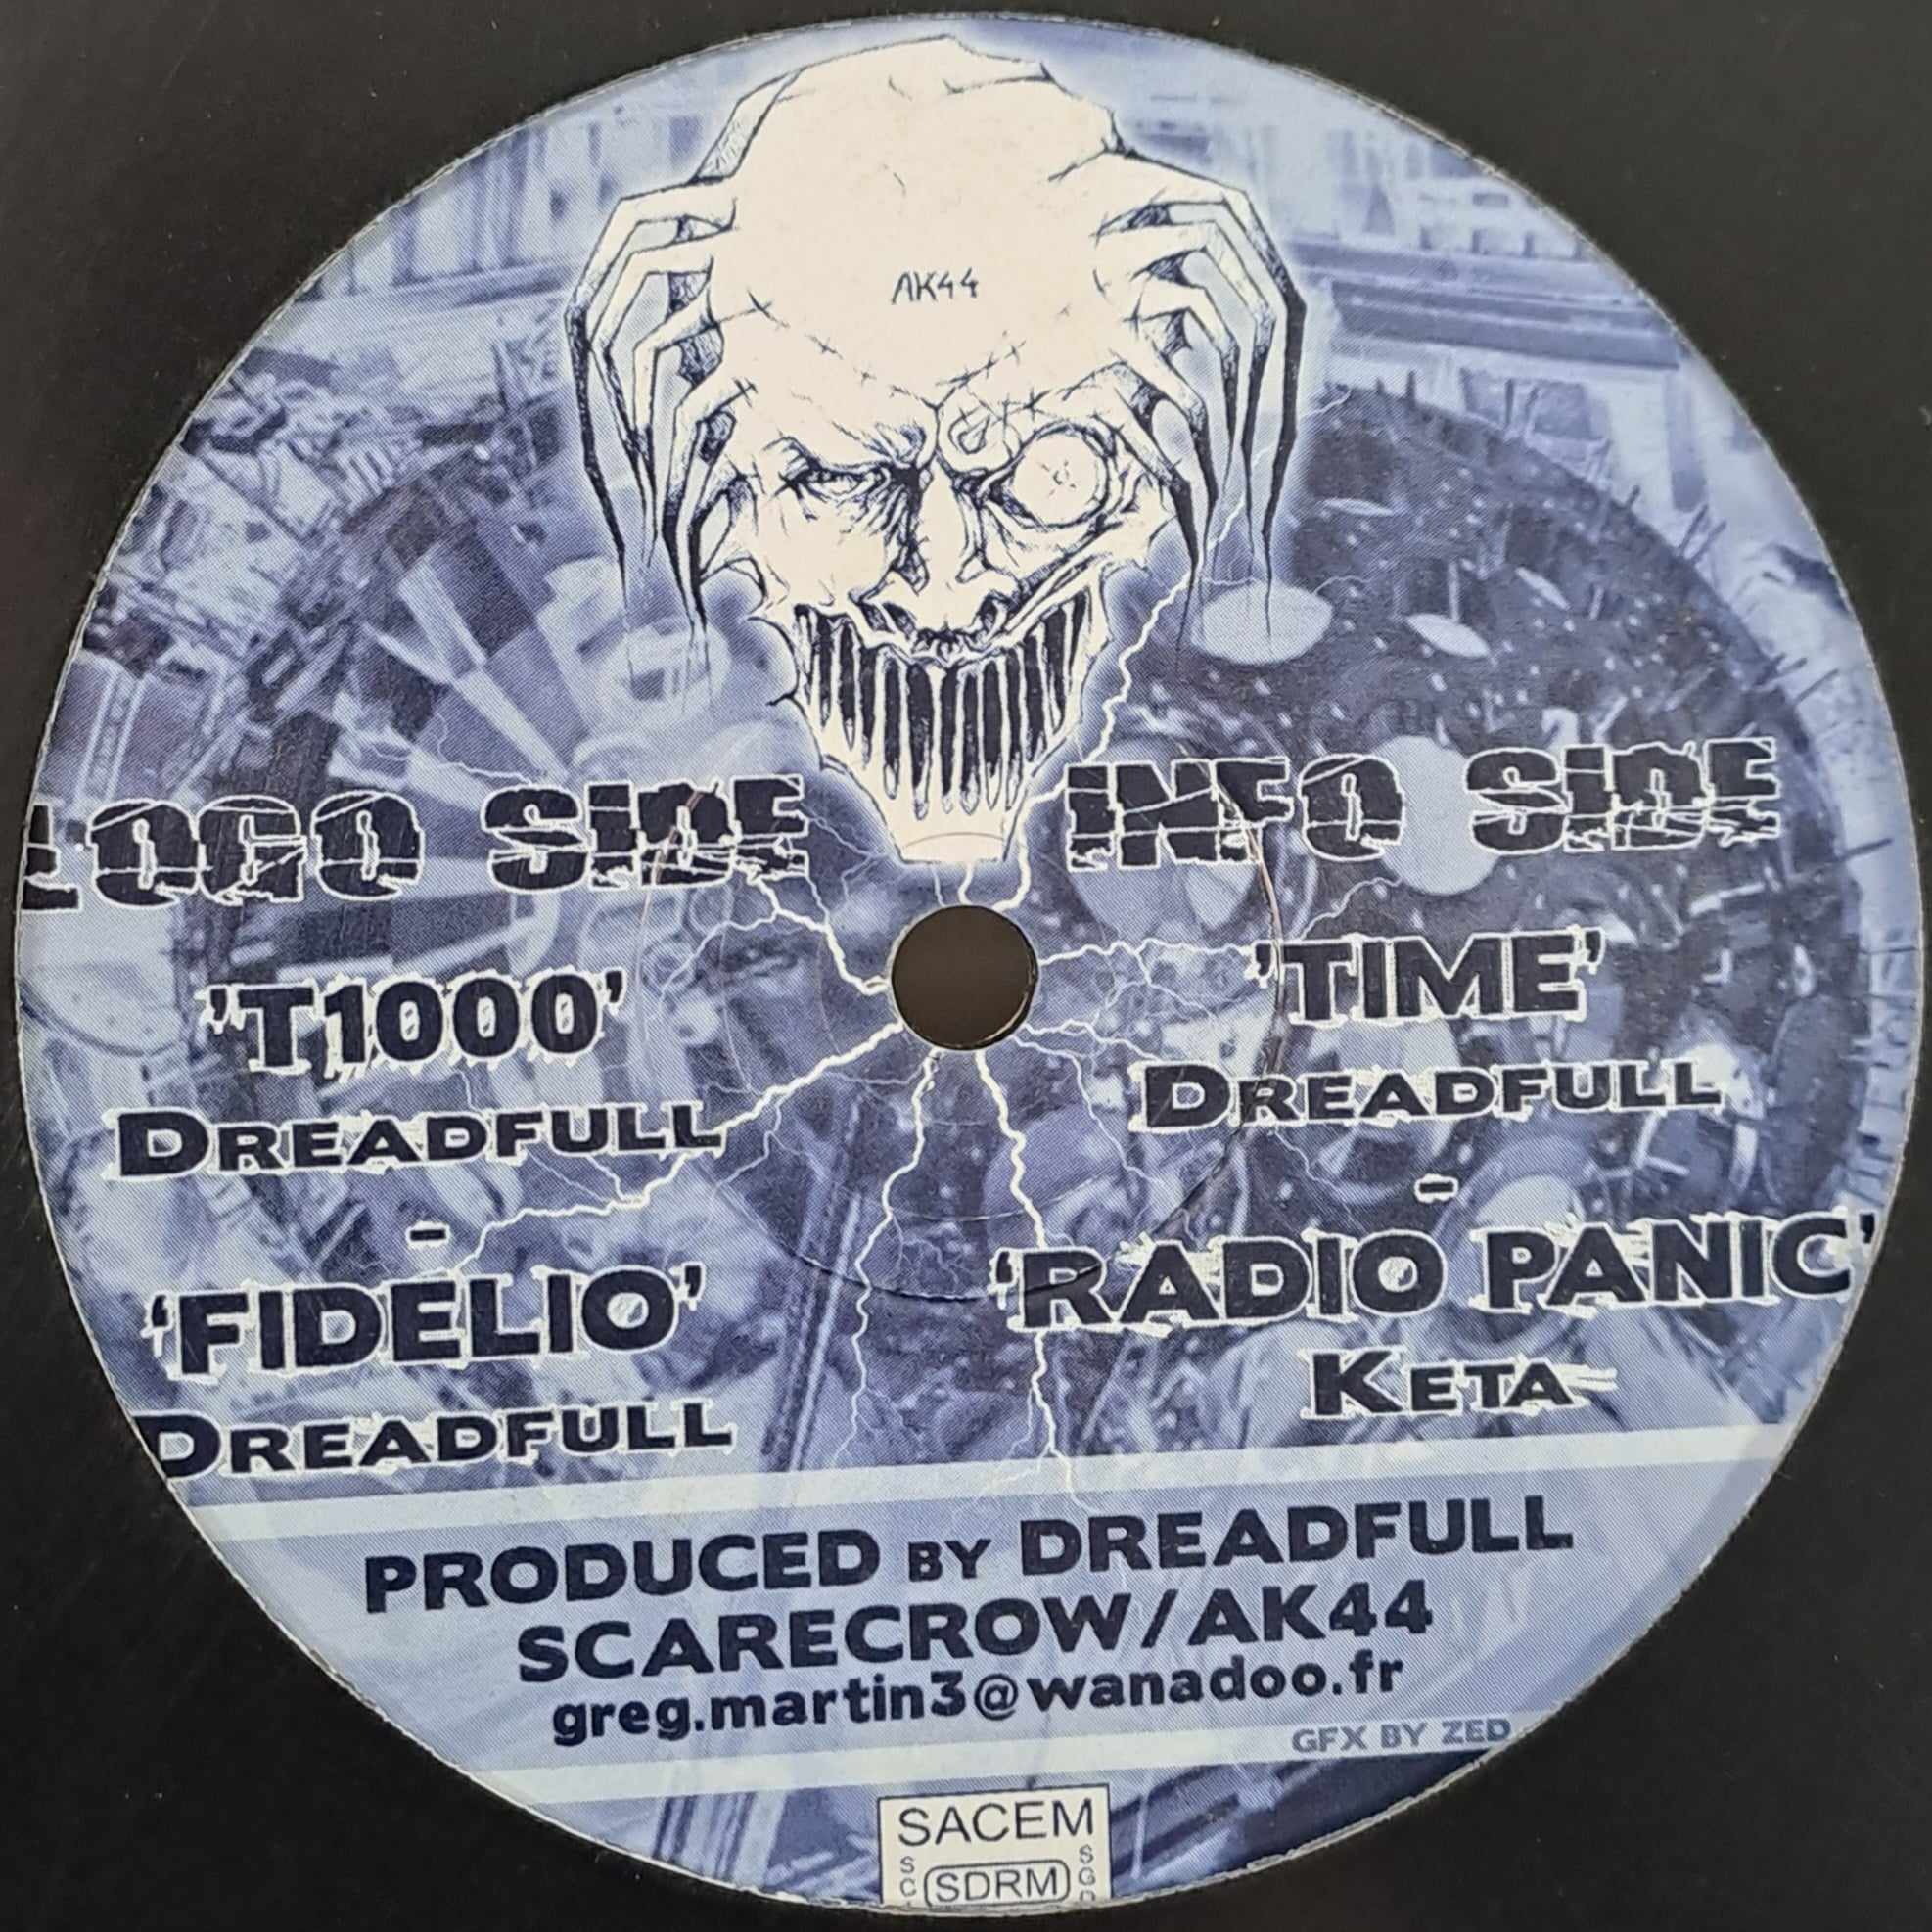 AK44
LOGO SiDE
'T1000'
DREADFULL
-
'FIDELIO'
DREADFULL
INFO SiDE
'TIME'
DREADFULL
-
'RADIO PANIC'
KETA
PRODUCED BY DREADFULL
SCARECROW/AK44
greg.martin3@wanadoo.fr
GFX BY ZED
SACEM
SDRM